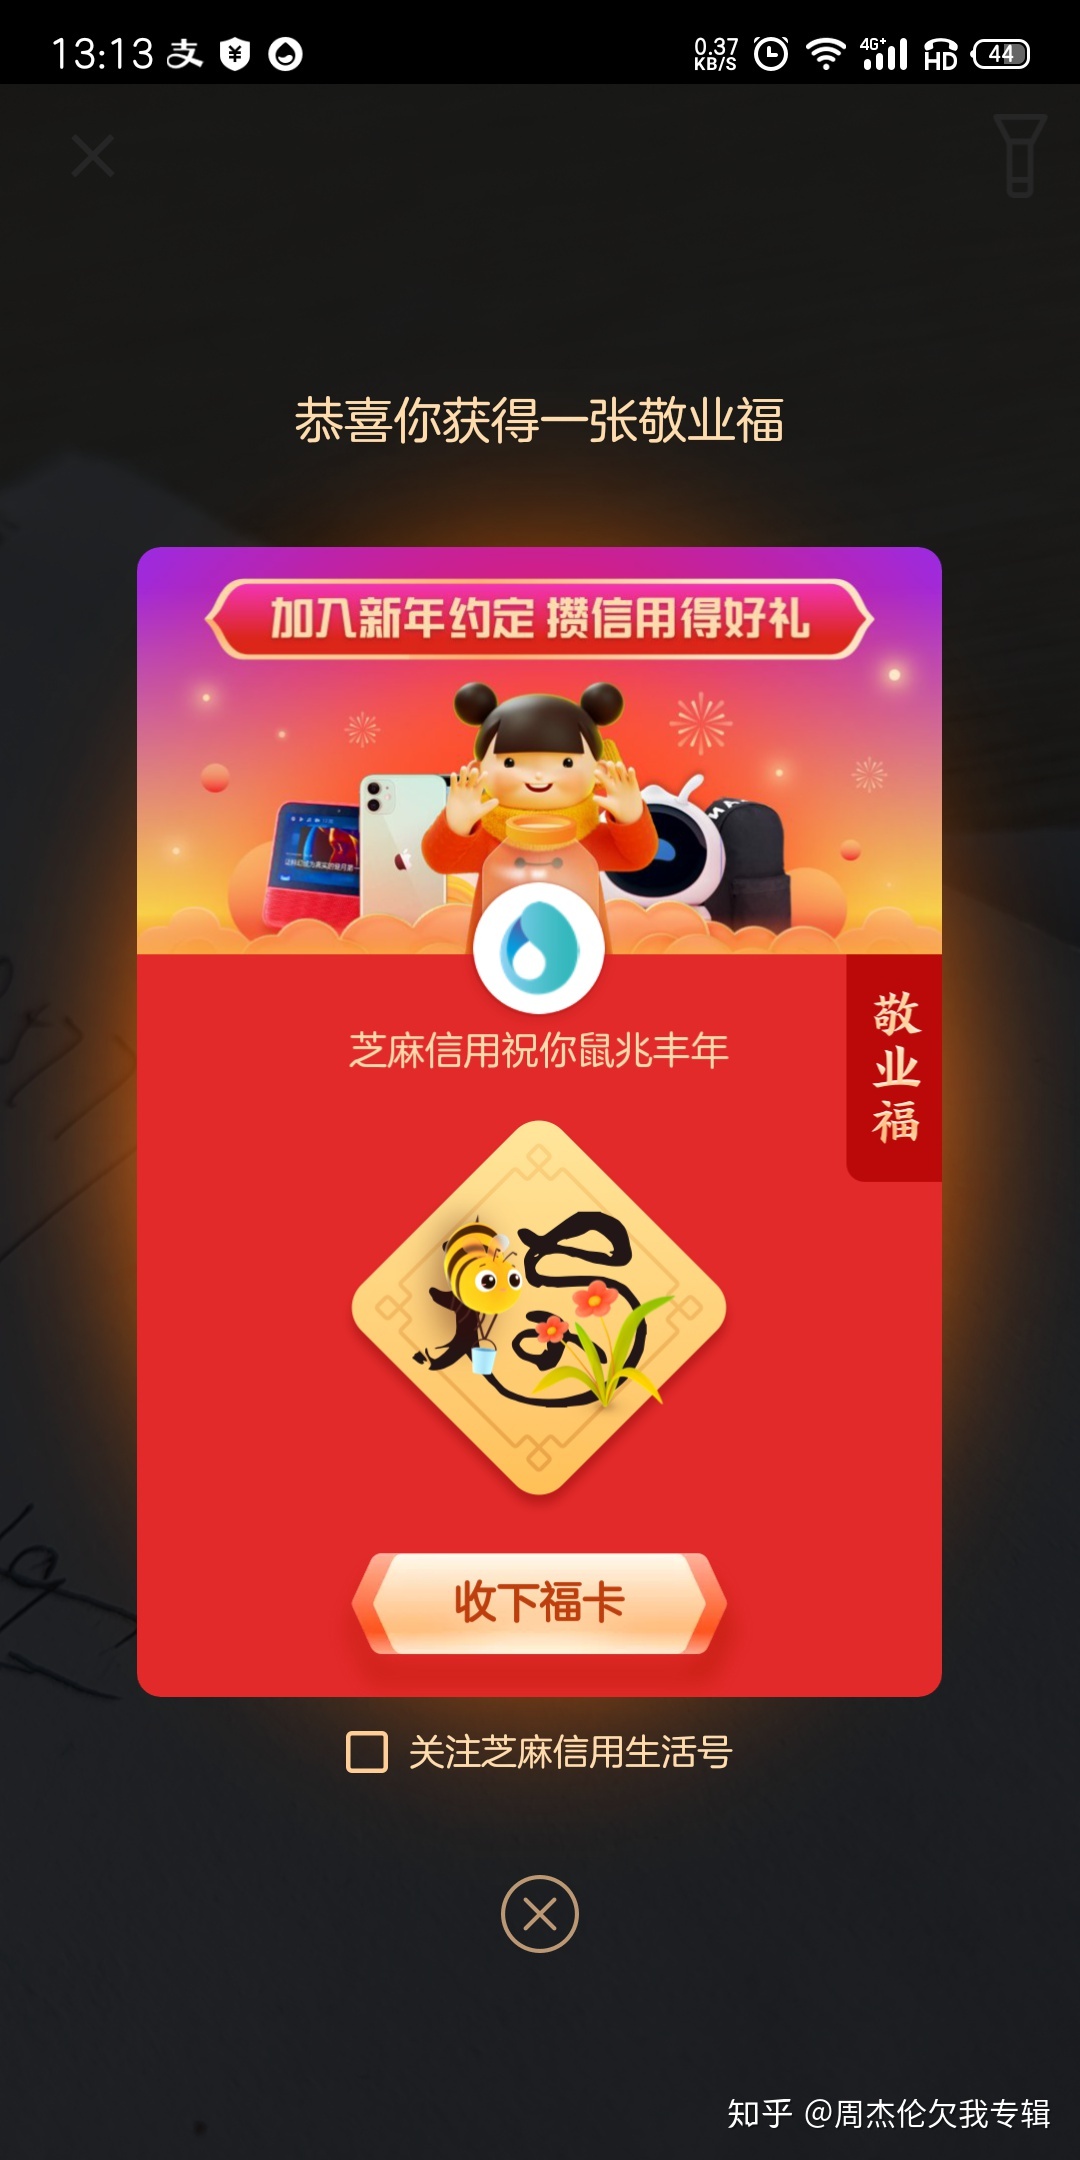 13:13 支 ¥ 0.37 KB/S 4G+ HD 44
恭喜你获得一张敬业福
加入新年约定 攒信用得好礼
芝麻信用祝你鼠兆丰年
敬业福
收下福卡
关注芝麻信用生活号
知乎 @周杰伦欠我专辑